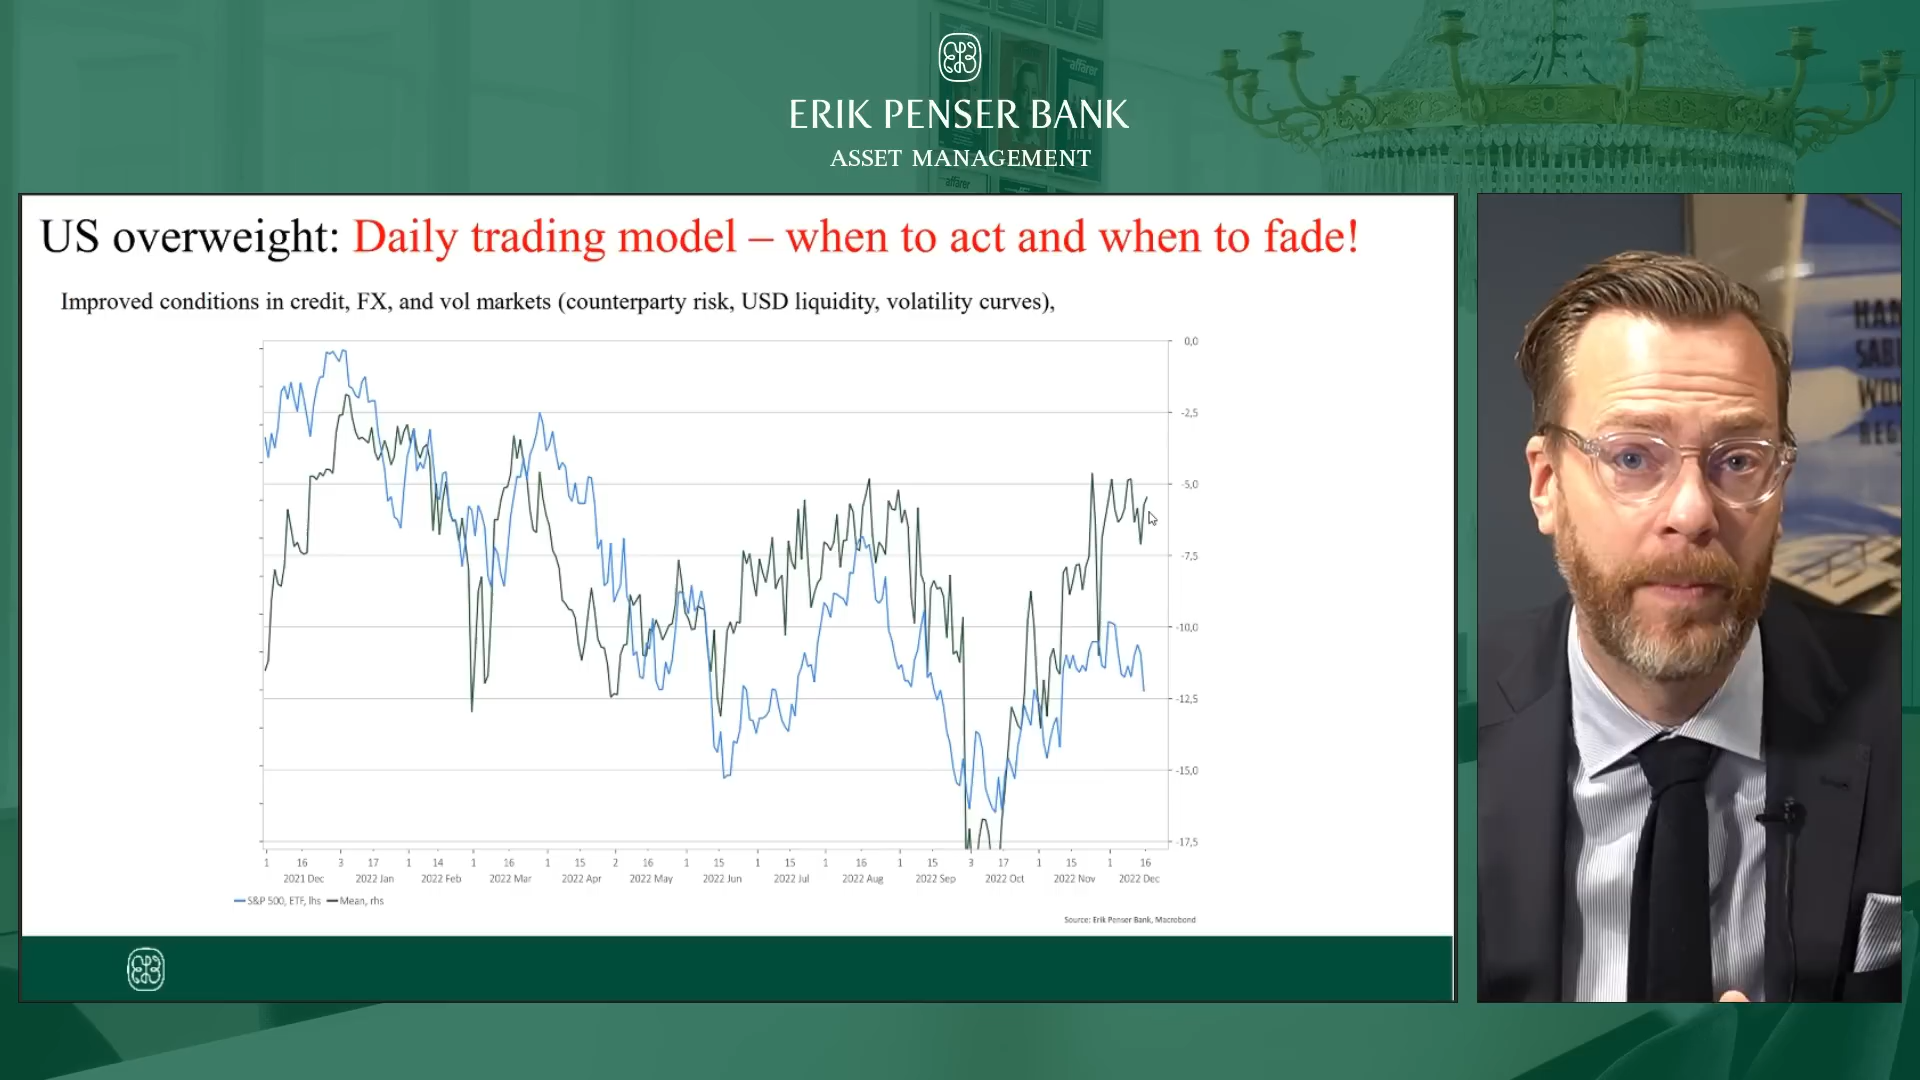 affärer
affärer
ERIK PENSER BANK
ASSET MANAGEMENT
US overweight: Daily trading model – when to act and when to fade!
Improved conditions in credit, FX, and vol markets (counterparty risk, USD liquidity, volatility curves),
0,0
-2,5
-5,0
-7,5
-10,0
-12,5
-15,0
-17,5
1 16 3 17 1 14 1 16 1 15 2 16 1 15 1 15 1 16 1 15 3 17 1 15 1 16
2021 Dec 2022 Jan 2022 Feb 2022 Mar 2022 Apr 2022 May 2022 Jun 2022 Jul 2022 Aug 2022 Sep 2022 Oct 2022 Nov 2022 Dec
S&P 500, ETF, lhs Mean, rhs
Source: Erik Penser Bank, Macrobond